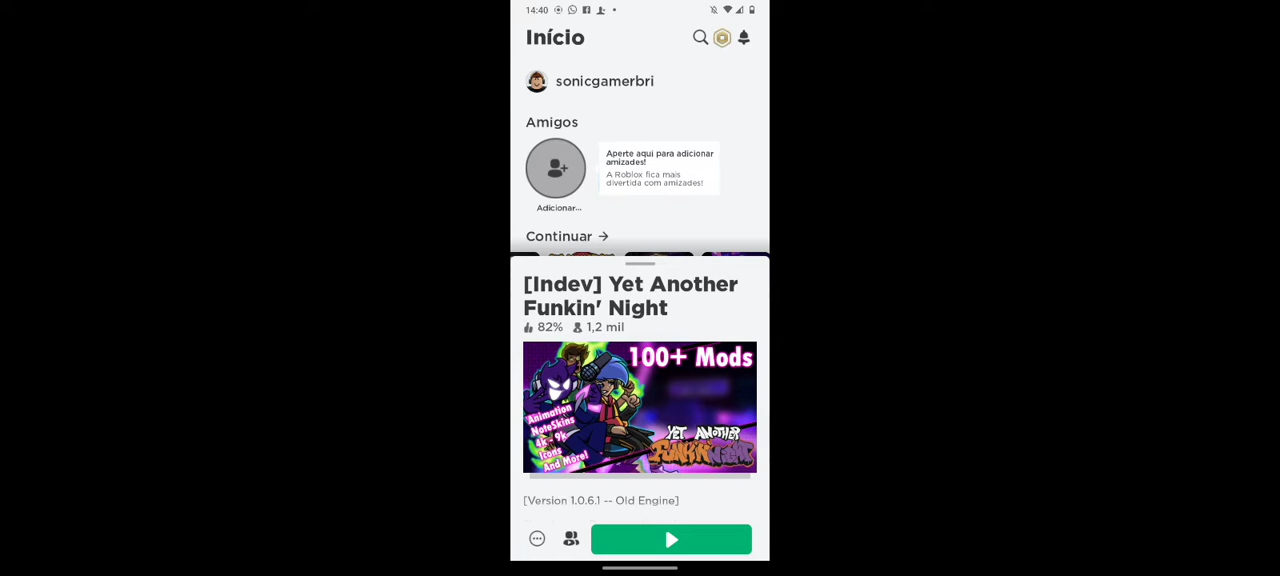 14:40
Início
sonicgamerbri
Amigos
Aperte aqui para adicionar
amizades!
A Roblox fica mais
divertida com amizades!
Adicionar...
Continuar →
[Indev] Yet Another
Funkin' Night
82% 1,2 mil
100+ Mods
Animation
NoteSkins
4k - 9k
Icons
And More!
YET ANOTHER
FUNKIN' NIGHT
[Version 1.0.6.1 -- Old Engine]